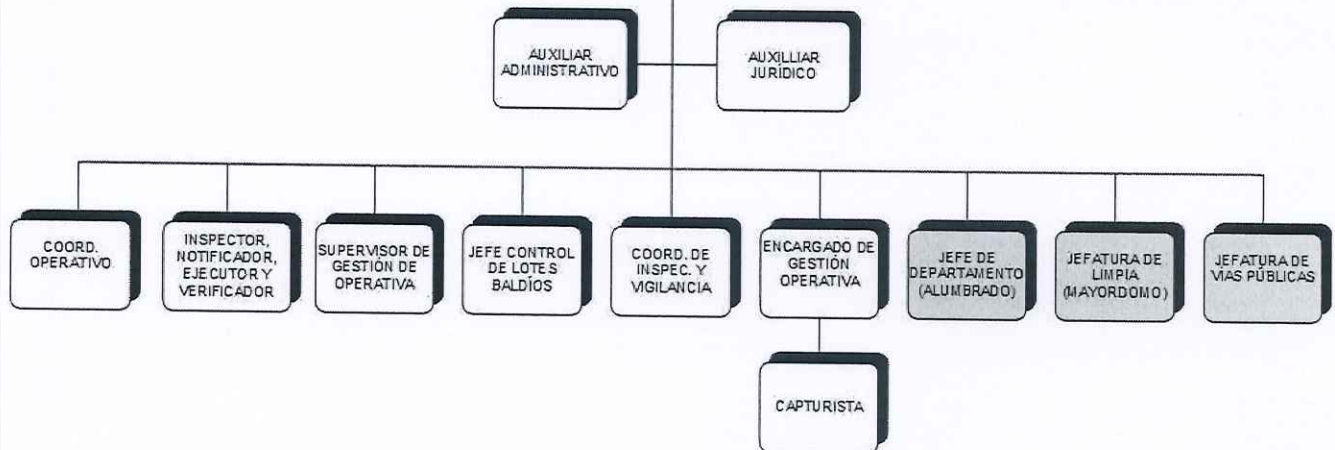 AUXILIAR
ADMINISTRATIVO
AUXILLIAR
JURÍDICO
COORD.
OPERATIVO
INSPECTOR,
NOTIFICADOR,
EJECUTOR Y
VERIFICADOR
SUPERVISOR DE
GESTIÓN DE
OPERATIVA
JEFE CONTROL
DE LOTES
BALDÍOS
COORD. DE
INSPEC. Y
VIGILANCIA
ENCARGADO DE
GESTIÓN
OPERATIVA
JEFE DE
DEPARTAMENTO
(ALUMBRADO)
JEFATURA DE
LIMPIA
(MAYORDOMO)
JEFATURA DE
VIAS PÚBLICAS
CAPTURISTA